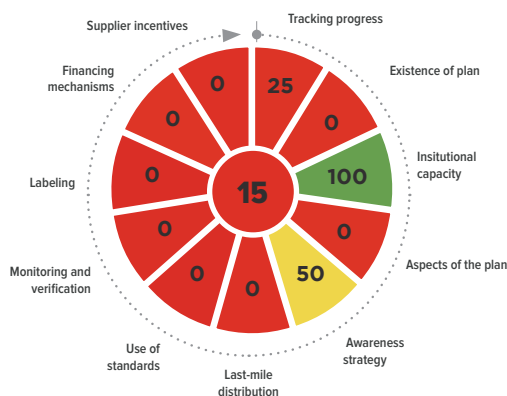 Supplier incentives
Tracking progress
Financing
mechanisms
Existence of plan
0
25
0
0
Insitutional
capacity
Labeling
0
100
15
0
0
Aspects of the plan
Monitoring and
verification
0
50
0
Use of
standards
Awareness
strategy
Last-mile
distribution